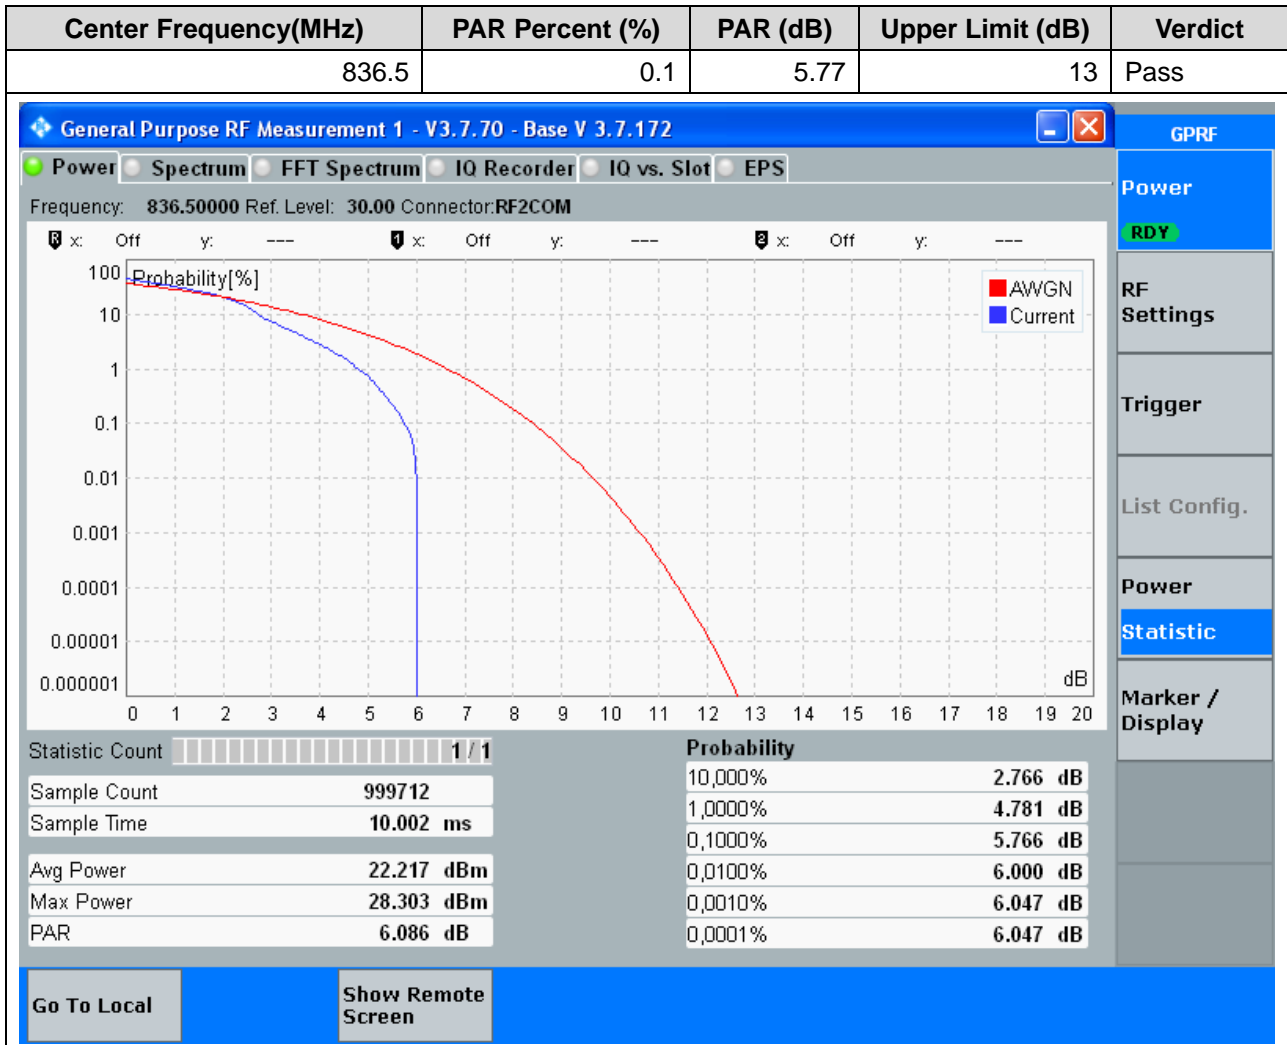 Center Frequency(MHz) PAR Percent (%) PAR (dB) Upper Limit (dB) Verdict
836.5 0.1 5.77 13 Pass
General Purpose RF Measurement 1 - V3.7.70 - Base V 3.7.172
GPRF
Power Spectrum FFT Spectrum IQ Recorder IQ vs. Slot EPS
Frequency: 836.50000 Ref. Level: 30.00 Connector:RF2COM
Power
RDY
R x: Off y: --- 1 x: Off y: --- 2 x: Off y: ---
Probability[%]
AWGN
Current
100
10
1
0.1
0.01
0.001
0.0001
0.00001
0.000001
dB
0 1 2 3 4 5 6 7 8 9 10 11 12 13 14 15 16 17 18 19 20
RF
Settings
Trigger
List Config.
Power
Statistic
Marker /
Display
Statistic Count 1 / 1
Sample Count 999712
Sample Time 10.002 ms
Avg Power 22.217 dBm
Max Power 28.303 dBm
PAR 6.086 dB
Probability
10,000% 2.766 dB
1,0000% 4.781 dB
0,1000% 5.766 dB
0,0100% 6.000 dB
0,0010% 6.047 dB
0,0001% 6.047 dB
Go To Local
Show Remote
Screen